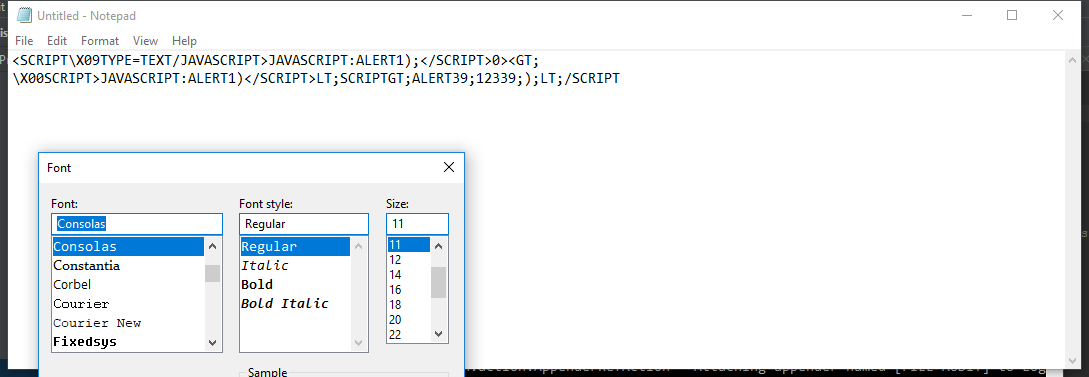 Untitled - Notepad
File Edit Format View Help
<SCRIPT\X09TYPE=TEXT/JAVASCRIPT>JAVASCRIPT:ALERT1);</SCRIPT>0><GT;
\X00SCRIPT>JAVASCRIPT:ALERT1)</SCRIPT>LT;SCRIPTGT;ALERT39;12339;);LT;/SCRIPT
Font
Font: Font style: Size:
Consolas Regular 11
Consolas Regular 11
Constantia Italic 12
Corbel Bold 14
Courier Bold Italic 16
Courier New 18
Fixedsys 20
22
Sample